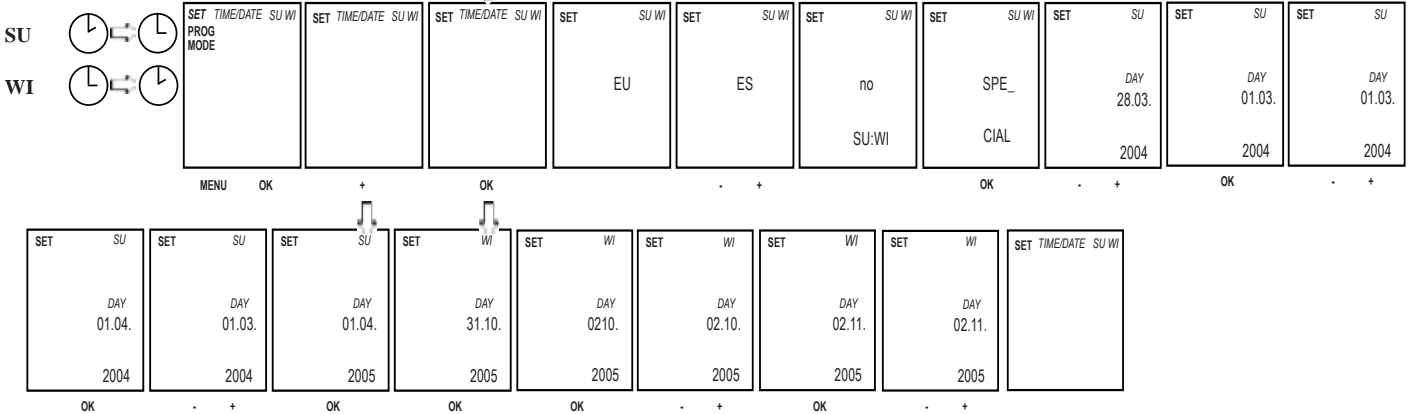 SU
WI
SET TIME/DATE SU WI
PROG
MODE
SET TIME/DATE SU WI
SET TIME/DATE SU WI
SET SU WI
EU
SET SU WI
ES
SET SU WI
no
SU:WI
SET SU WI
SPE_
CIAL
SET SU
DAY
28.03.
2004
SET SU
DAY
01.03.
2004
SET SU
DAY
01.03.
2004
MENU OK + OK - + OK - + OK - +
SET SU
DAY
01.04.
2004
SET SU
DAY
01.03.
2004
SET SU
DAY
01.04.
2005
SET WI
DAY
31.10.
2005
SET WI
DAY
0210.
2005
SET WI
DAY
02.10.
2005
SET WI
DAY
02.11.
2005
SET WI
DAY
02.11.
2005
SET TIME/DATE SU WI
OK - + OK OK OK - + OK - +